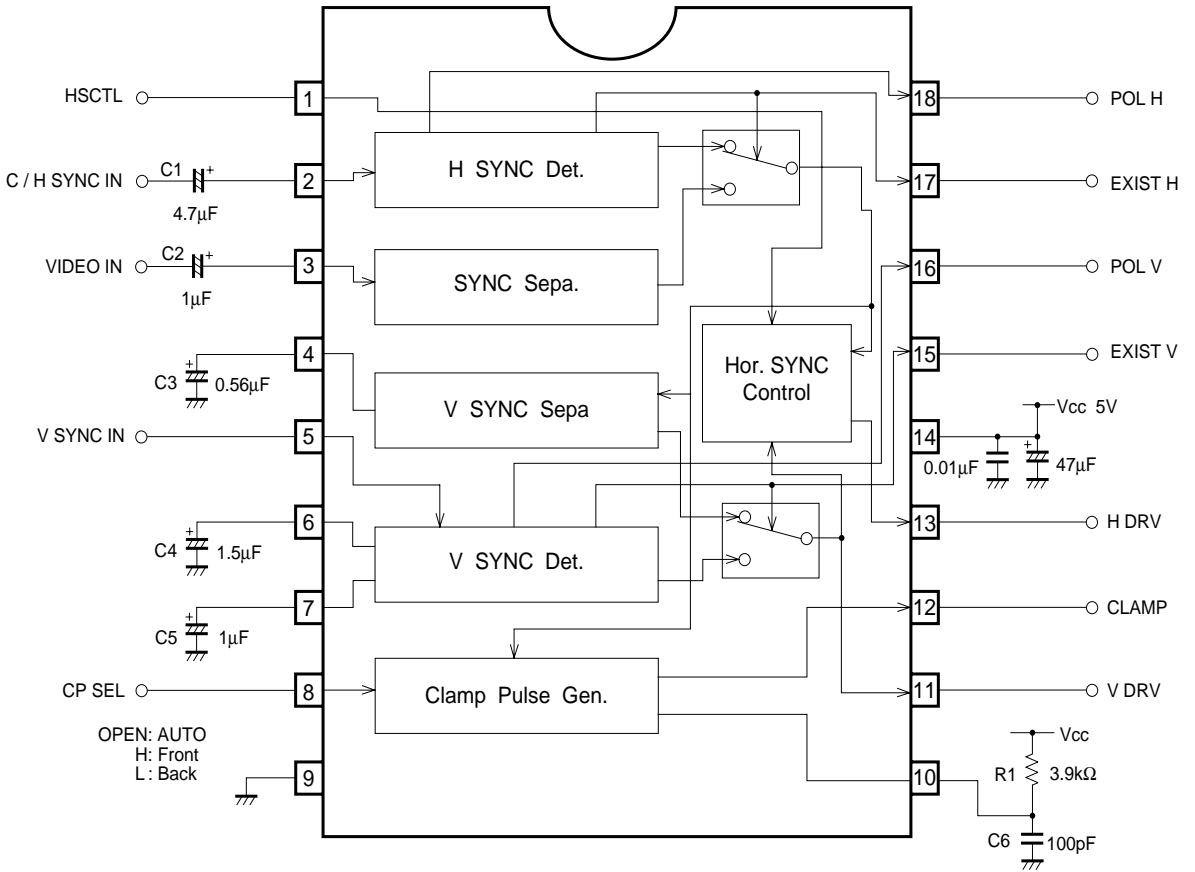 HSCTL
1
18
POL H
C / H SYNC IN
C1
+
4.7µF
2
H SYNC Det.
17
EXIST H
VIDEO IN
C2
+
1µF
3
SYNC Sepa.
16
POL V
4
+
C3
0.56µF
V SYNC Sepa
Hor. SYNC
Control
15
EXIST V
V SYNC IN
5
14
Vcc 5V
0.01µF
+
47µF
6
+
C4
1.5µF
V SYNC Det.
13
H DRV
7
+
C5
1µF
12
CLAMP
CP SEL
8
Clamp Pulse Gen.
11
V DRV
OPEN: AUTO
H: Front
L : Back
9
10
Vcc
R1
3.9kΩ
C6
100pF